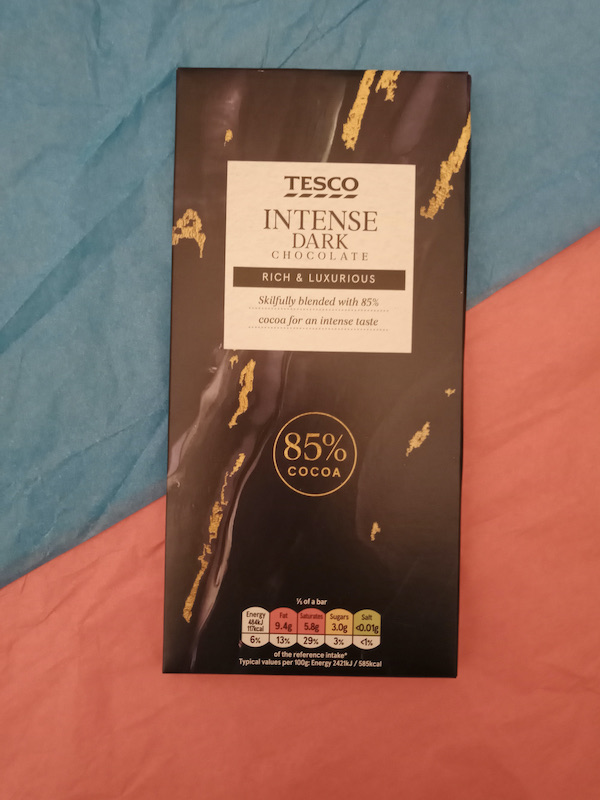 TESCO
INTENSE
DARK
CHOCOLATE
RICH & LUXURIOUS
Skilfully blended with 85%
cocoa for an intense taste
85%
COCOA
⅕ of a bar
Energy 484kJ 117kcal 6%
Fat 9.4g 13%
Saturates 5.8g 29%
Sugars 3.0g 3%
Salt <0.01g <1%
of the reference intake*
Typical values per 100g: Energy 2421kJ / 585kcal